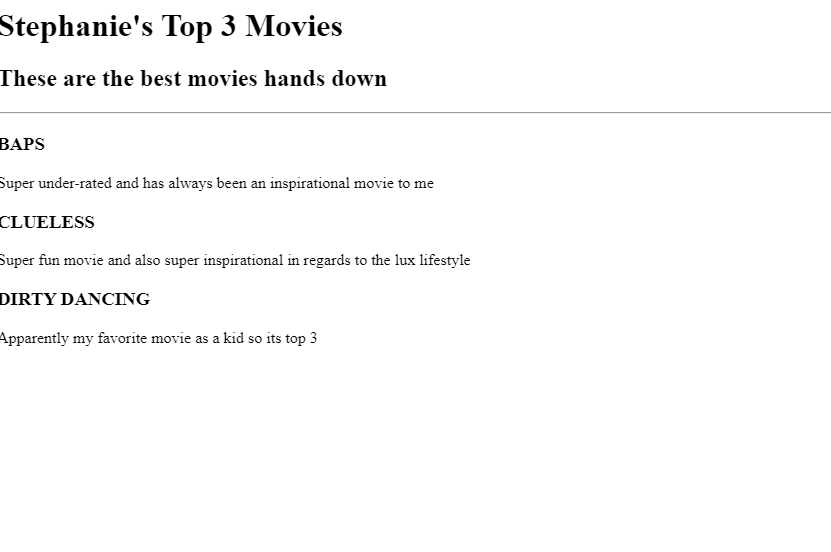 Stephanie's Top 3 Movies
These are the best movies hands down
BAPS
Super under-rated and has always been an inspirational movie to me
CLUELESS
Super fun movie and also super inspirational in regards to the lux lifestyle
DIRTY DANCING
Apparently my favorite movie as a kid so its top 3